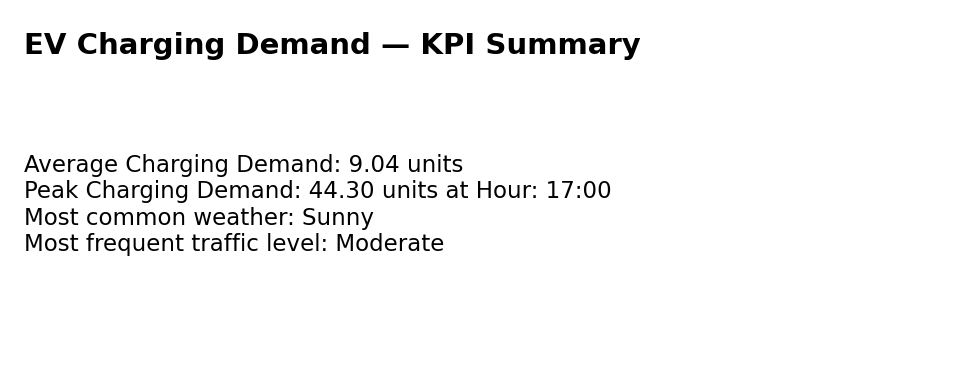 EV Charging Demand — KPI Summary
Average Charging Demand: 9.04 units
Peak Charging Demand: 44.30 units at Hour: 17:00
Most common weather: Sunny
Most frequent traffic level: Moderate